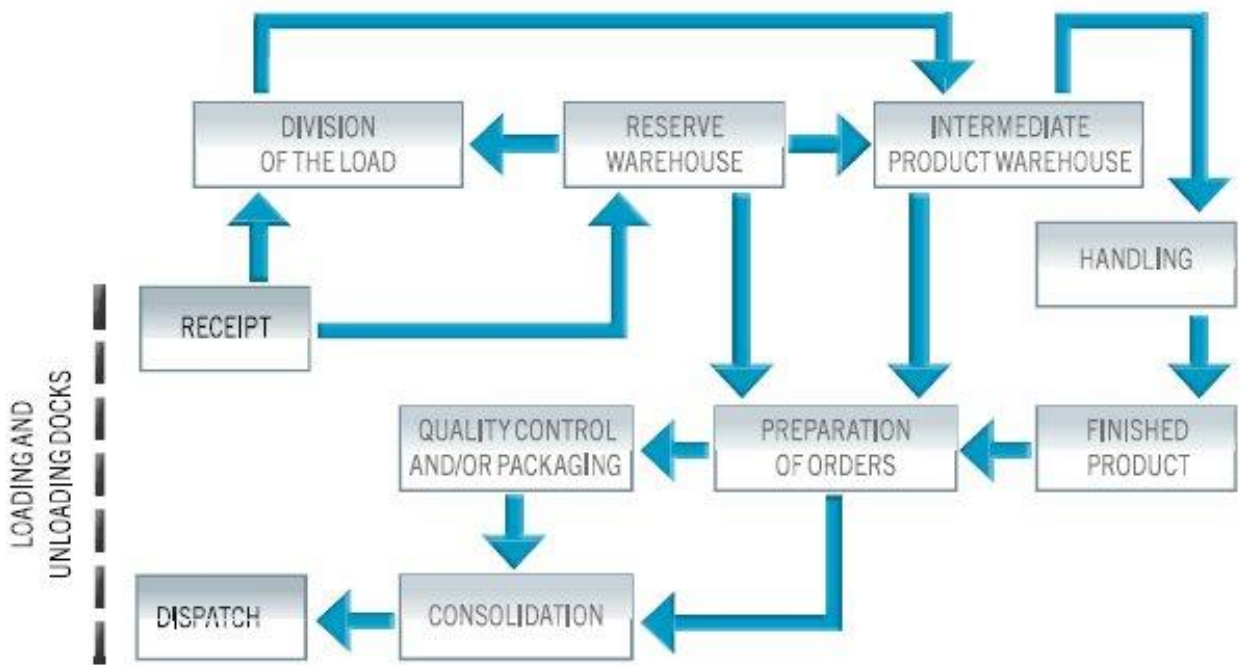 DIVISION
OF THE LOAD
RESERVE
WAREHOUSE
INTERMEDIATE
PRODUCT WAREHOUSE
HANDLING
RECEIPT
LOADING AND
UNLOADING DOCKS
QUALITY CONTROL
AND/OR PACKAGING
PREPARATION
OF ORDERS
FINISHED
PRODUCT
DISPATCH
CONSOLIDATION